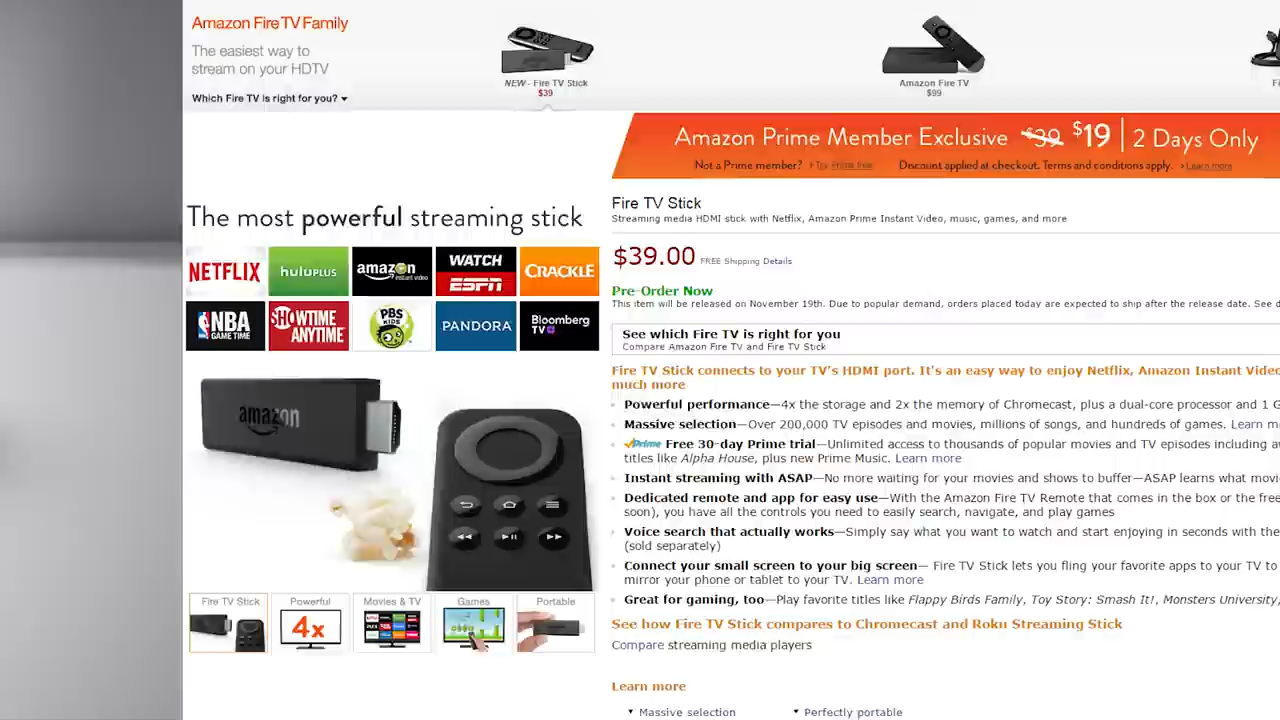 Amazon Fire TV Family
The easiest way to
stream on your HDTV
Which Fire TV is right for you?
NEW - Fire TV Stick
$39
Amazon Fire TV
$99
Amazon Prime Member Exclusive $39 $19 | 2 Days Only
Not a Prime member? › Try Prime free Discount applied at checkout. Terms and conditions apply. › Learn more
The most powerful streaming stick
NETFLIX
hulu PLUS
amazon
instant video
WATCH
ESPN
CRACKLE
NBA
GAME TIME
SHOWTIME
ANYTIME
PBS
KIDS
PANDORA
Bloomberg
TV
amazon
Fire TV Stick
Powerful
4x
Movies & TV
Games
Portable
Fire TV Stick
Streaming media HDMI stick with Netflix, Amazon Prime Instant Video, music, games, and more
$39.00 FREE Shipping Details
Pre-Order Now
This item will be released on November 19th. Due to popular demand, orders placed today are expected to ship after the release date. See
See which Fire TV is right for you
Compare Amazon Fire TV and Fire TV Stick
Fire TV Stick connects to your TV's HDMI port. It's an easy way to enjoy Netflix, Amazon Instant Video
much more
Powerful performance—4x the storage and 2x the memory of Chromecast, plus a dual-core processor and 1
Massive selection—Over 200,000 TV episodes and movies, millions of songs, and hundreds of games. Learn
Prime Free 30-day Prime trial—Unlimited access to thousands of popular movies and TV episodes including
titles like Alpha House, plus new Prime Music. Learn more
Instant streaming with ASAP—No more waiting for your movies and shows to buffer—ASAP learns what
Dedicated remote and app for easy use—With the Amazon Fire TV Remote that comes in the box or the free
soon), you have all the controls you need to easily search, navigate, and play games
Voice search that actually works—Simply say what you want to watch and start enjoying in seconds with the
(sold separately)
Connect your small screen to your big screen— Fire TV Stick lets you fling your favorite apps to your TV to
mirror your phone or tablet to your TV. Learn more
Great for gaming, too—Play favorite titles like Flappy Birds Family, Toy Story: Smash It!, Monsters University,
See how Fire TV Stick compares to Chromecast and Roku Streaming Stick
Compare streaming media players
Learn more
Massive selection
Perfectly portable